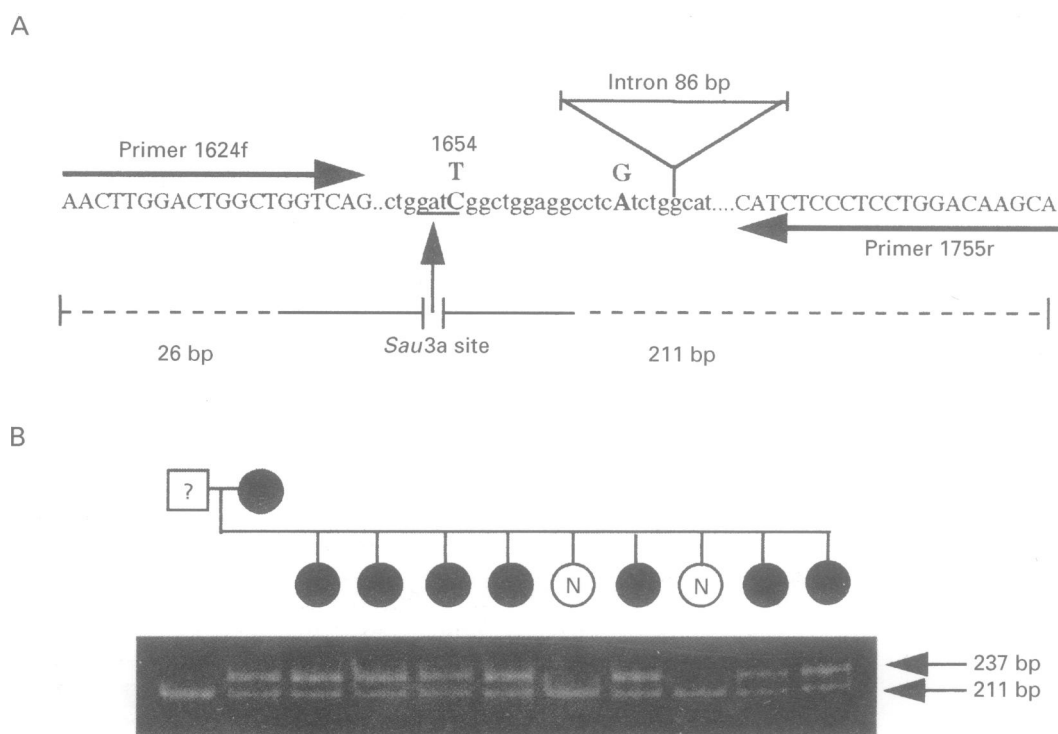 A
Intron 86 bp
Primer 1624f
1654
T
G
AACTTGGACTGGCTGGTCAG..ctggatCggctggaggcctcAtctggcat....CATCTCCCTCCTGGACAAGCA
Primer 1755r
26 bp
Sau3a site
211 bp
B
?
N
N
237 bp
211 bp